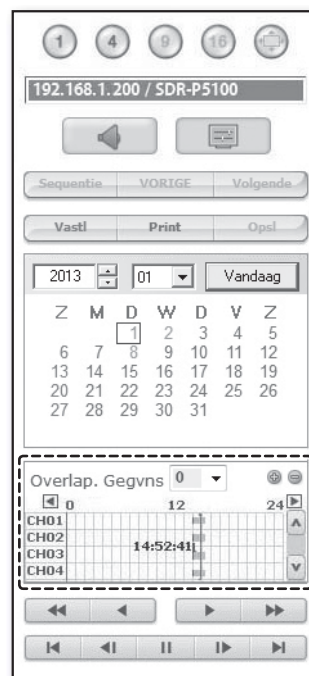 1 4 9 16
192.168.1.200 / SDR-P5100
Sequentie VORIGE Volgende
Vastl Print Opsl
2013 01 Vandaag
Z M D W D V Z
1 2 3 4 5
6 7 8 9 10 11 12
13 14 15 16 17 18 19
20 21 22 23 24 25 26
27 28 29 30 31
Overlap. Gegvns 0
0 12 24
CH01
CH02
14:52:41
CH03
CH04